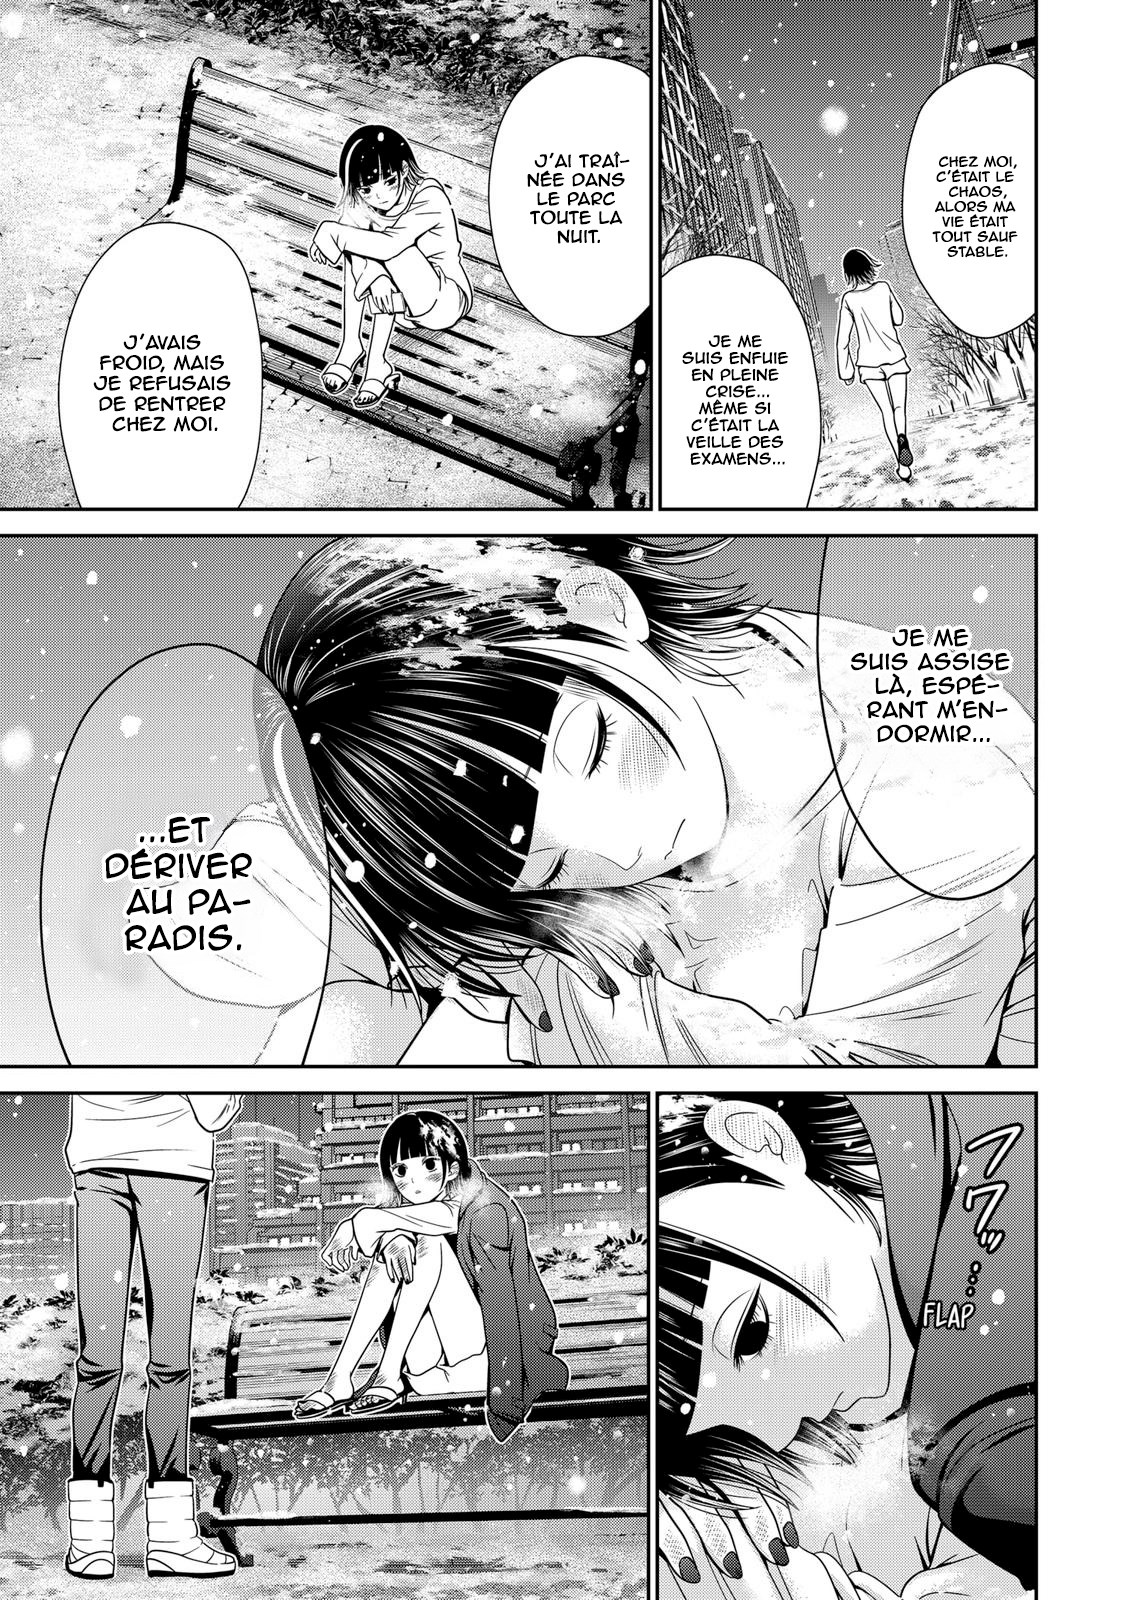 CHEZ MOI,
C'ÉTAIT LE
CHAOS,
ALORS MA
VIE ÉTAIT
TOUT SAUF
STABLE.
JE ME
SUIS ENFUIE
EN PLEINE
CRISE...
MÊME SI
C'ÉTAIT LA
VEILLE DES
EXAMENS...
J'AI TRAÎ-
NÉE DANS
LE PARC
TOUTE LA
NUIT.
J'AVAIS
FROID, MAIS
JE REFUSAIS
DE RENTRER
CHEZ MOI.
JE ME
SUIS ASSISE
LÀ, ESPÉ-
RANT M'EN-
DORMIR...
...ET
DÉRIVER
AU PA-
RADIS.
フワッ…
FLAP